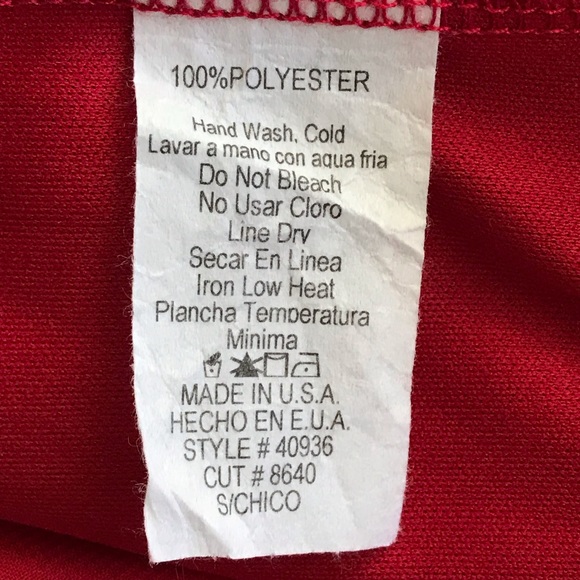 100%POLYESTER
Hand Wash, Cold
Lavar a mano con agua fria
Do Not Bleach
No Usar Cloro
Line Dry
Secar En Linea
Iron Low Heat
Plancha Temperatura
Minima
MADE IN U.S.A.
HECHO EN E.U.A.
STYLE # 40936
CUT # 8640
S/CHICO